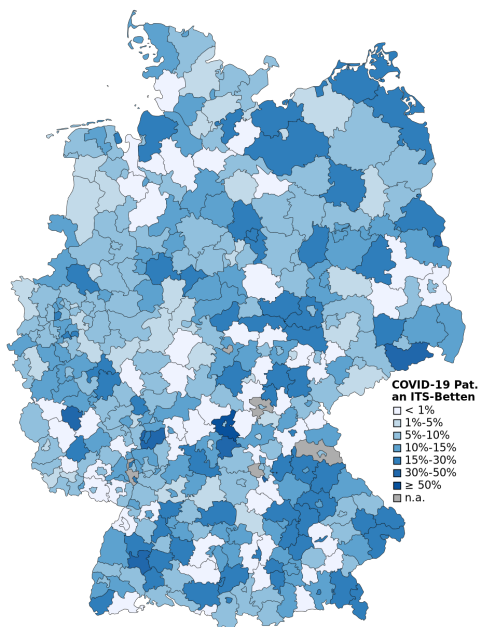 COVID-19 Pat.
an ITS-Betten
< 1%
1%-5%
5%-10%
10%-15%
15%-30%
30%-50%
≥ 50%
n.a.